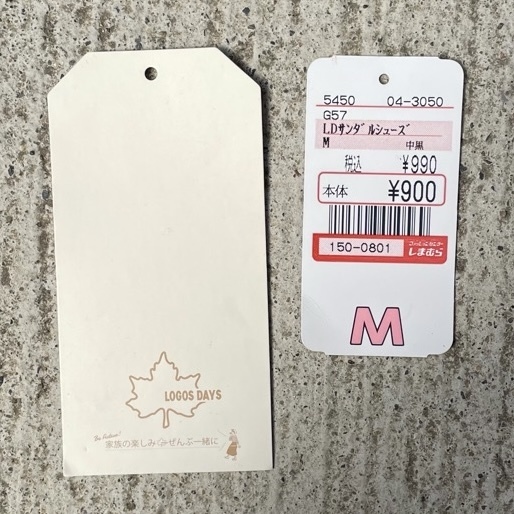 LOGOS DAYS
家族の楽しみ ぜんぶ一緒に
5450 04-3050
G57
LDサンダルシューズ
M 中黒
税込 ¥990
本体 ¥900
150-0801
ファッションセンター
しまむら
M